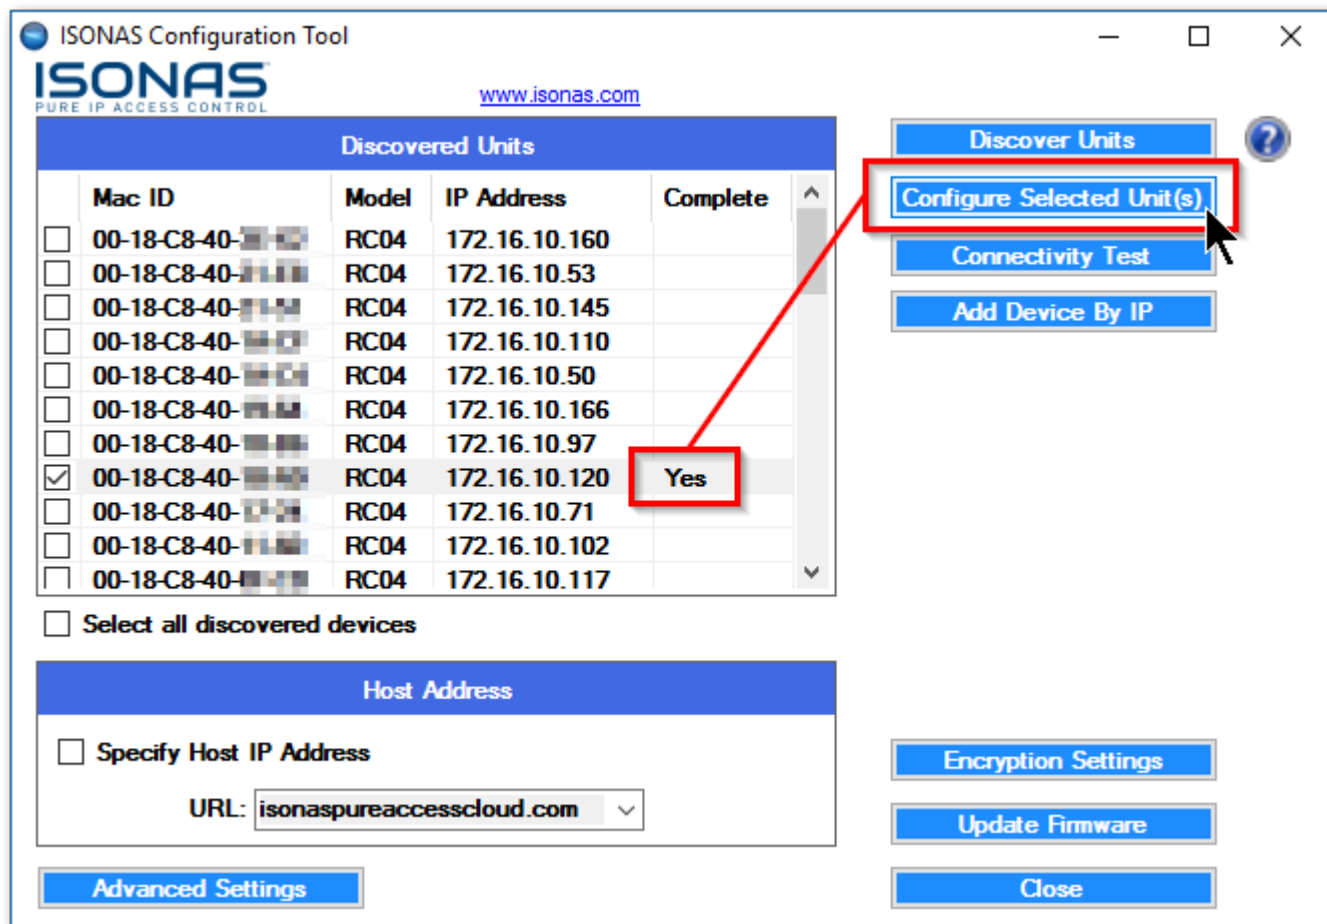 ISONAS Configuration Tool
ISONAS
PURE IP ACCESS CONTROL
www.isonas.com
Discovered Units
Mac ID Model IP Address Complete
00-18-C8-40- RC04 172.16.10.160
00-18-C8-40- RC04 172.16.10.53
00-18-C8-40- RC04 172.16.10.145
00-18-C8-40- RC04 172.16.10.110
00-18-C8-40- RC04 172.16.10.50
00-18-C8-40- RC04 172.16.10.166
00-18-C8-40- RC04 172.16.10.97
00-18-C8-40- RC04 172.16.10.120 Yes
00-18-C8-40- RC04 172.16.10.71
00-18-C8-40- RC04 172.16.10.102
00-18-C8-40- RC04 172.16.10.117
Select all discovered devices
Discover Units
?
Configure Selected Unit(s)
Connectivity Test
Add Device By IP
Host Address
Specify Host IP Address
URL: isonaspureaccesscloud.com
Advanced Settings
Encryption Settings
Update Firmware
Close